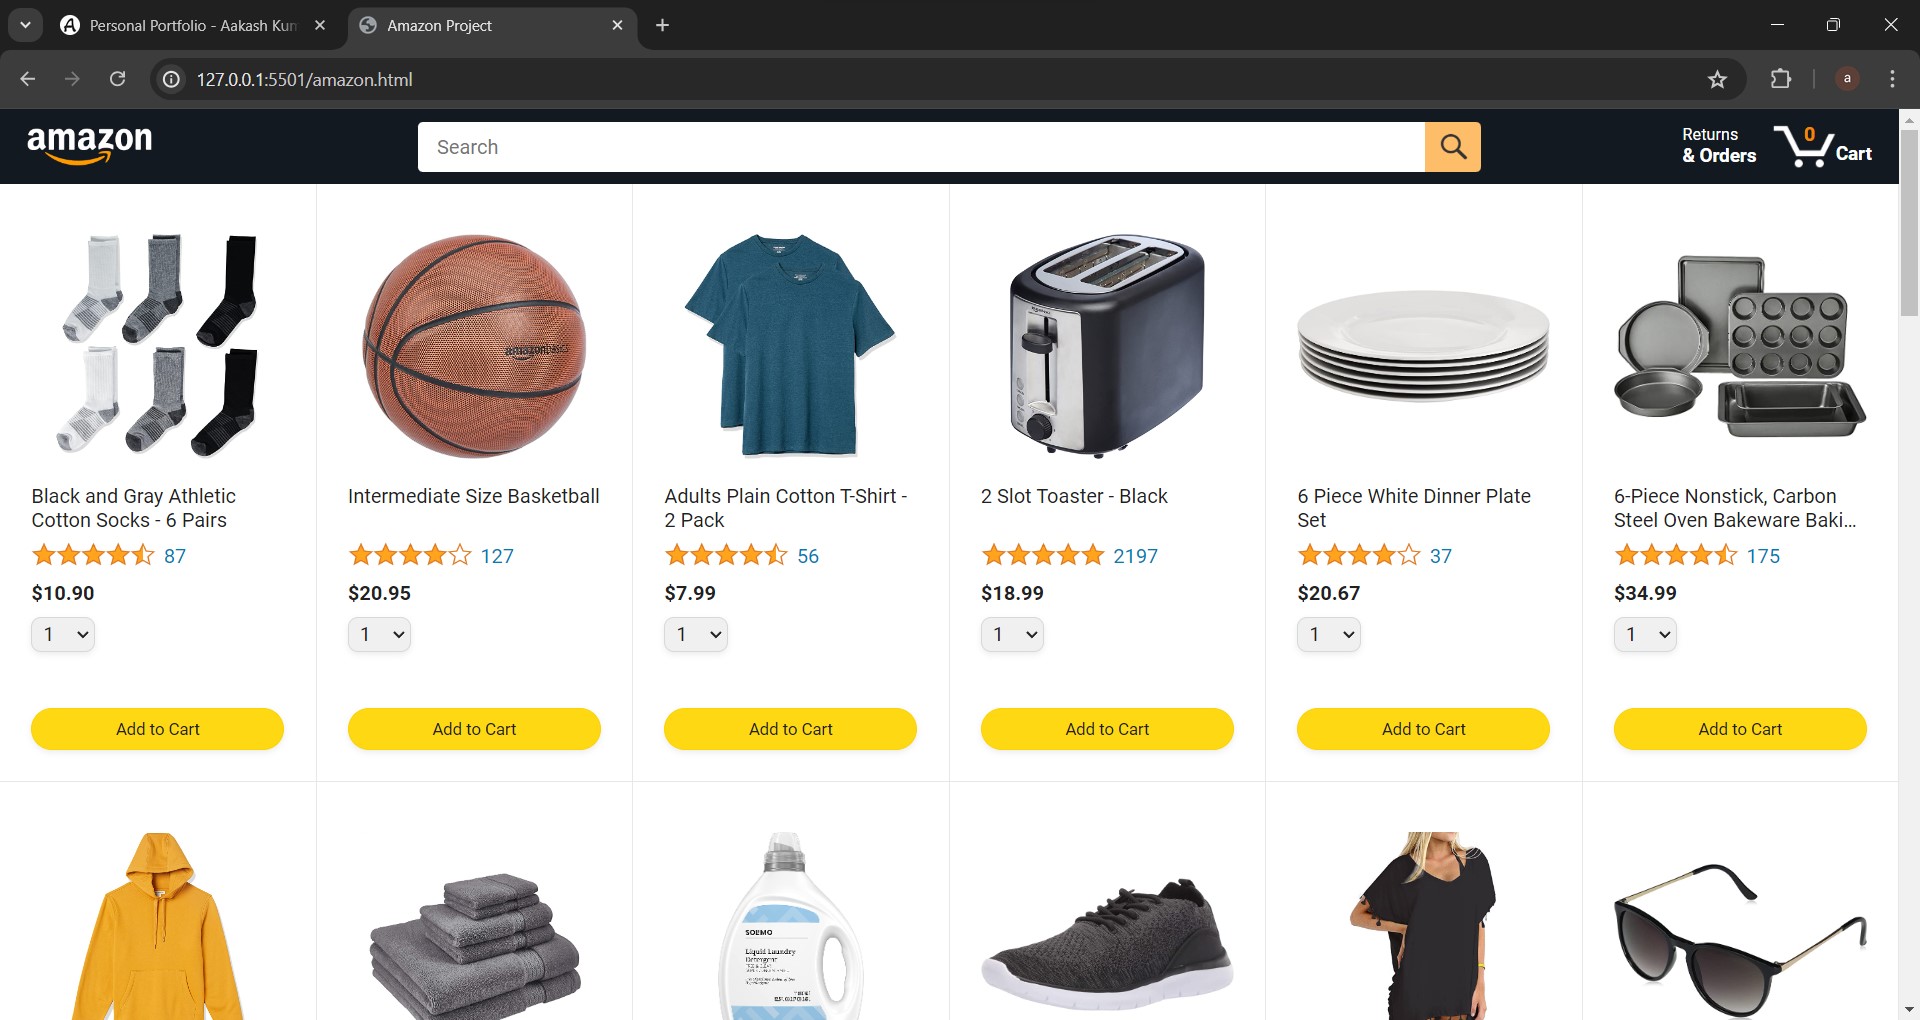 Personal Portfolio - Aakash Kum
Amazon Project
127.0.0.1:5501/amazon.html
a
amazon
Search
Returns
& Orders
0
Cart
amazonbasics
Black and Gray Athletic
Cotton Socks - 6 Pairs
87
$10.90
1
Add to Cart
Intermediate Size Basketball
127
$20.95
1
Add to Cart
Adults Plain Cotton T-Shirt -
2 Pack
56
$7.99
1
Add to Cart
2 Slot Toaster - Black
2197
$18.99
1
Add to Cart
6 Piece White Dinner Plate
Set
37
$20.67
1
Add to Cart
6-Piece Nonstick, Carbon
Steel Oven Bakeware Baki...
175
$34.99
1
Add to Cart
SOLIMO
Liquid Laundry
Detergent